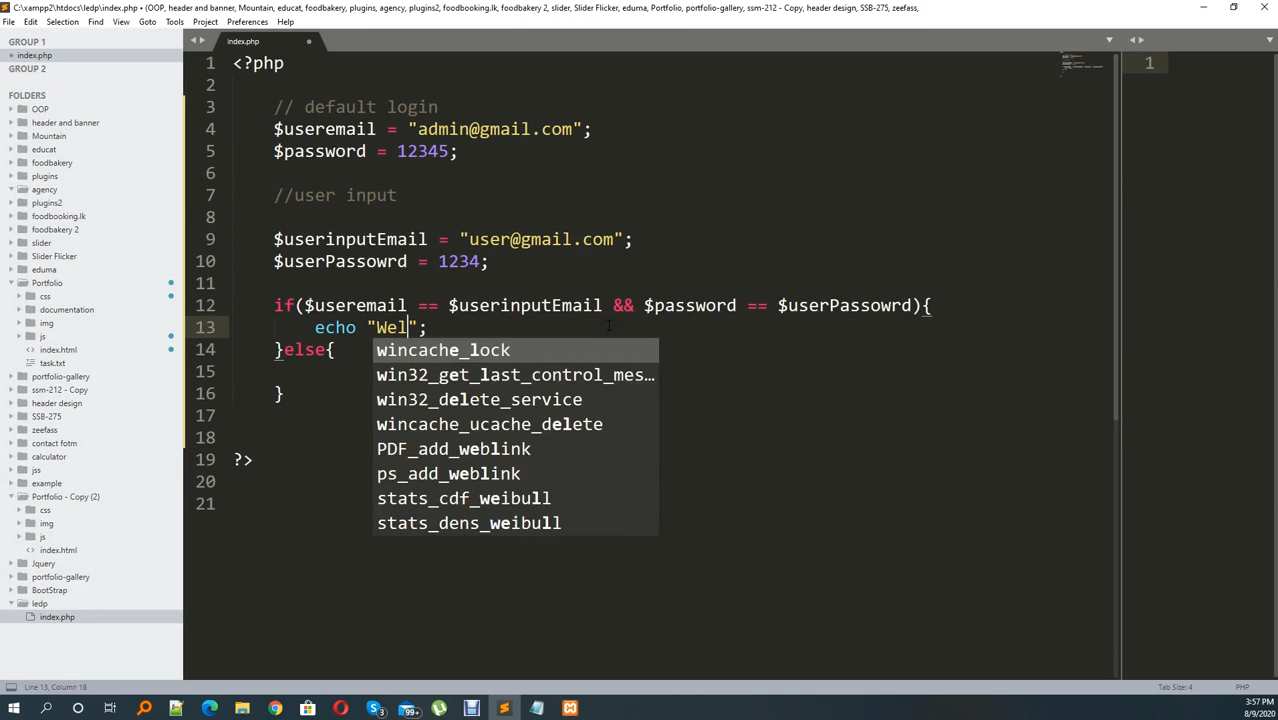 C:\xampp2\htdocs\ledp\index.php • (OOP, header and banner, Mountain, educat, foodbakery, plugins, agency, plugins2, foodbooking.lk, foodbakery 2, slider, Slider Flicker, eduma, Portfolio, portfolio-gallery, ssm-212 - Copy, header design, SSB-275, zeefass,
File Edit Selection Find View Goto Tools Project Preferences Help
GROUP 1
index.php
GROUP 2
FOLDERS
OOP
header and banner
Mountain
educat
foodbakery
plugins
agency
plugins2
foodbooking.lk
foodbakery 2
slider
Slider Flicker
eduma
Portfolio
css
documentation
img
js
<> index.html
task.txt
portfolio-gallery
ssm-212 - Copy
header design
SSB-275
zeefass
contact fotm
calculator
jss
example
Portfolio - Copy (2)
css
img
js
<> index.html
Jquery
portfolio-gallery
BootStrap
ledp
index.php
index.php
1 <?php
2
3 // default login
4 $useremail = "admin@gmail.com";
5 $password = 12345;
6
7 //user input
8
9 $userinputEmail = "user@gmail.com";
10 $userPassowrd = 1234;
11
12 if($useremail == $userinputEmail && $password == $userPassowrd){
13 echo "Wel";
14 }else{
15
16 }
17
18
19 ?>
20
21
wincache_lock
win32_get_last_control_mes…
win32_delete_service
wincache_ucache_delete
PDF_add_weblink
ps_add_weblink
stats_cdf_weibull
stats_dens_weibull
1
Line 13, Column 18
Tab Size: 4
PHP
3
99+
3:57 PM
8/9/2020